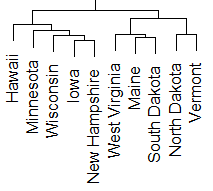 Hawaii
Minnesota
Wisconsin
Iowa
New Hampshire
West Virginia
Maine
South Dakota
North Dakota
Vermont